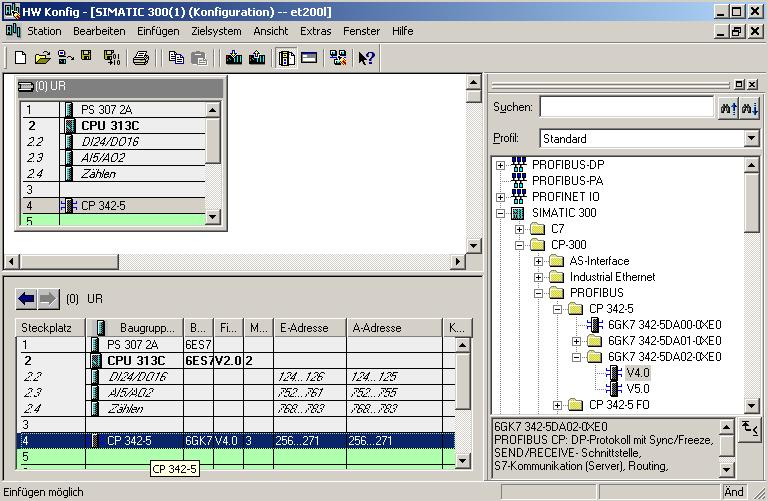 HW Konfig - [SIMATIC 300(1) (Konfiguration) -- et200l]
Station Bearbeiten Einfügen Zielsystem Ansicht Extras Fenster Hilfe
(0) UR
1 PS 307 2A
2 CPU 313C
2.2 DI24/DO16
2.3 AI5/AO2
2.4 Zählen
3
4 CP 342-5
5
Suchen:
Profil: Standard
PROFIBUS-DP
PROFIBUS-PA
PROFINET IO
SIMATIC 300
C7
CP-300
AS-Interface
Industrial Ethernet
PROFIBUS
CP 342-5
6GK7 342-5DA00-0XE0
6GK7 342-5DA01-0XE0
6GK7 342-5DA02-0XE0
V4.0
V5.0
CP 342-5 FO
(0) UR
Steckplatz Baugrupp... B... Fi... M... E-Adresse A-Adresse K...
1 PS 307 2A 6ES7
2 CPU 313C 6ES7 V2.0 2
2.2 DI24/DO16 124...126 124...125
2.3 AI5/AO2 752...761 752...755
2.4 Zählen 768...783 768...783
3
4 CP 342-5 6GK7 V4.0 3 256...271 256...271
5
CP 342-5
6GK7 342-5DA02-0XE0
PROFIBUS CP: DP-Protokoll mit Sync/Freeze,
SEND/RECEIVE- Schnittstelle,
S7-Kommunikation (Server), Routing,
Einfügen möglich
Änd